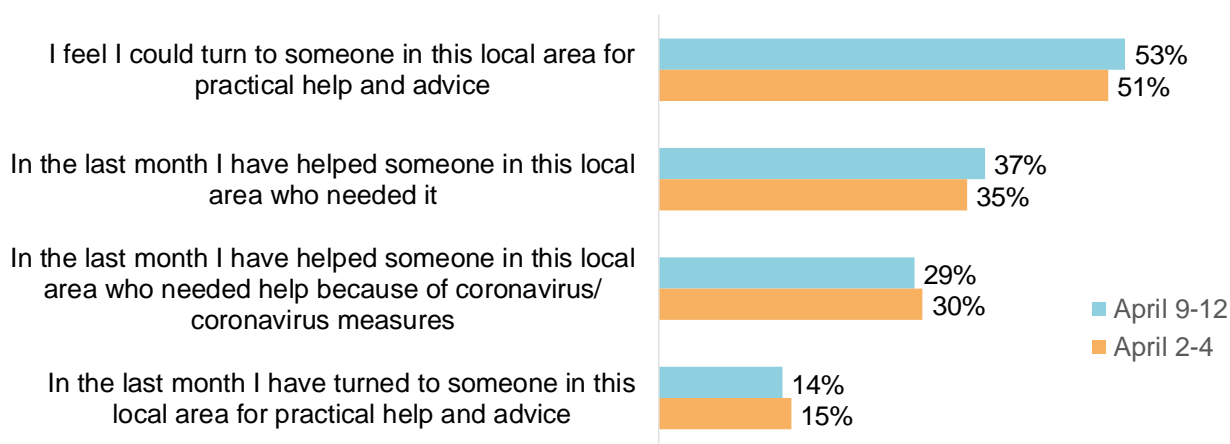 I feel I could turn to someone in this local area for
practical help and advice
53%
51%
In the last month I have helped someone in this local
area who needed it
37%
35%
In the last month I have helped someone in this local
area who needed help because of coronavirus/
coronavirus measures
29%
30%
April 9-12
April 2-4
In the last month I have turned to someone in this
local area for practical help and advice
14%
15%